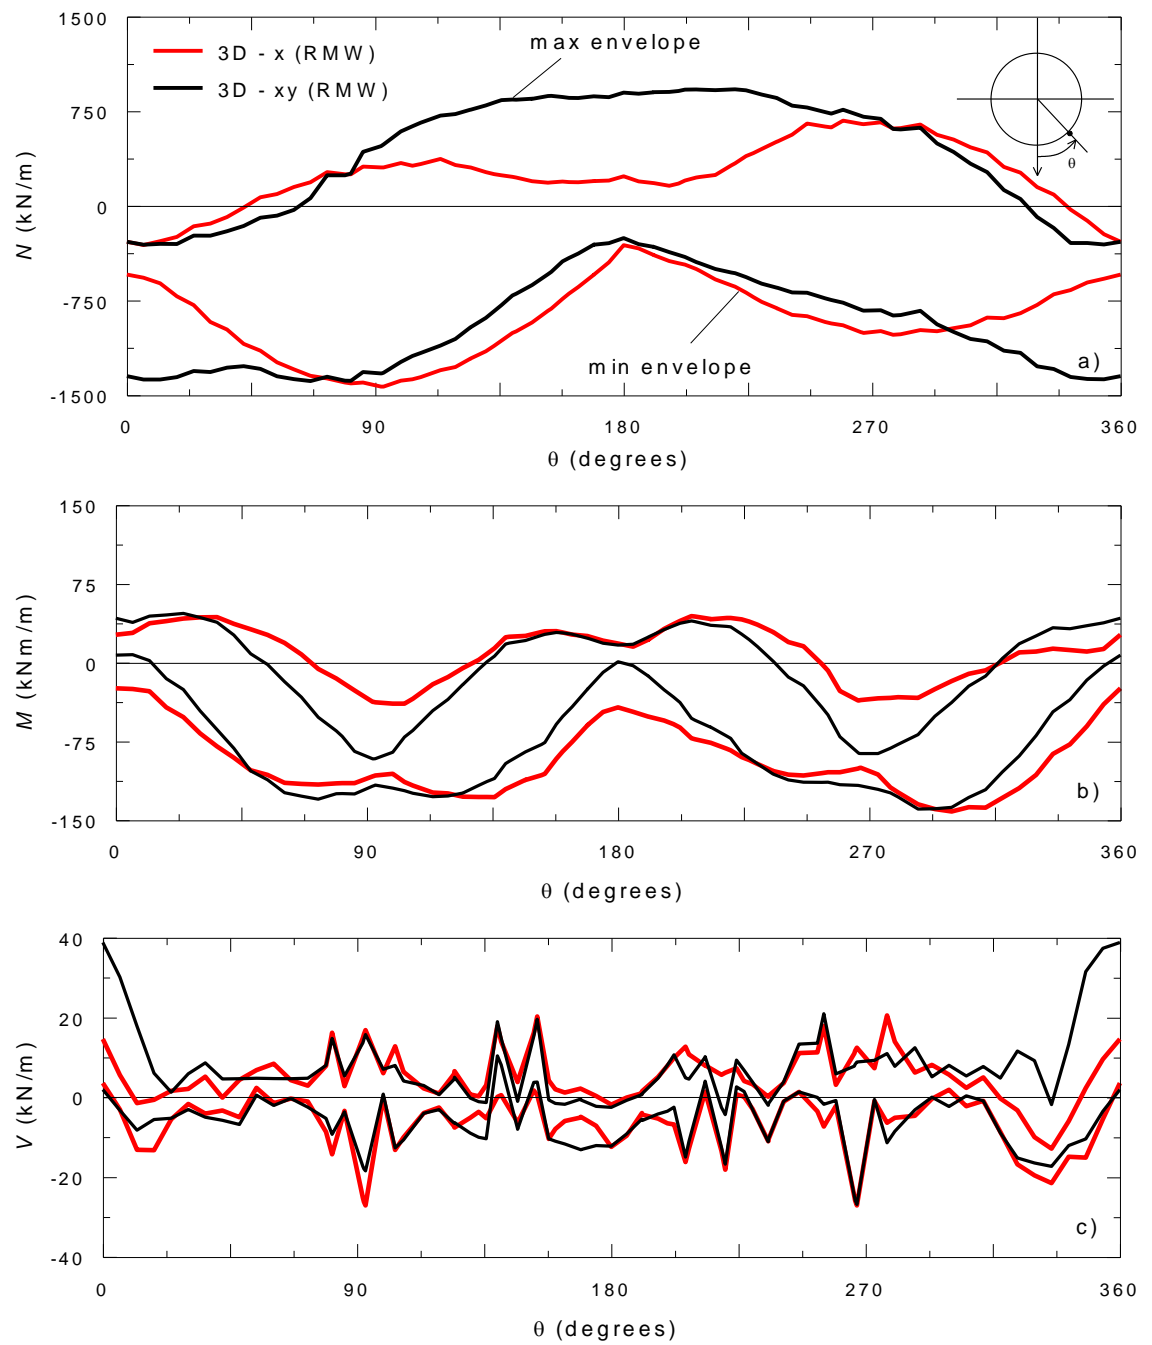 1500
750
0
-750
-1500
N (kN/m)
3D - x (RMW)
3D - xy (RMW)
max envelope
min envelope
θ
a)
0 90 180 270 360
θ (degrees)
150
75
0
-75
-150
M (kNm/m)
b)
0 90 180 270 360
θ (degrees)
40
20
0
-20
-40
V (kN/m)
c)
0 90 180 270 360
θ (degrees)